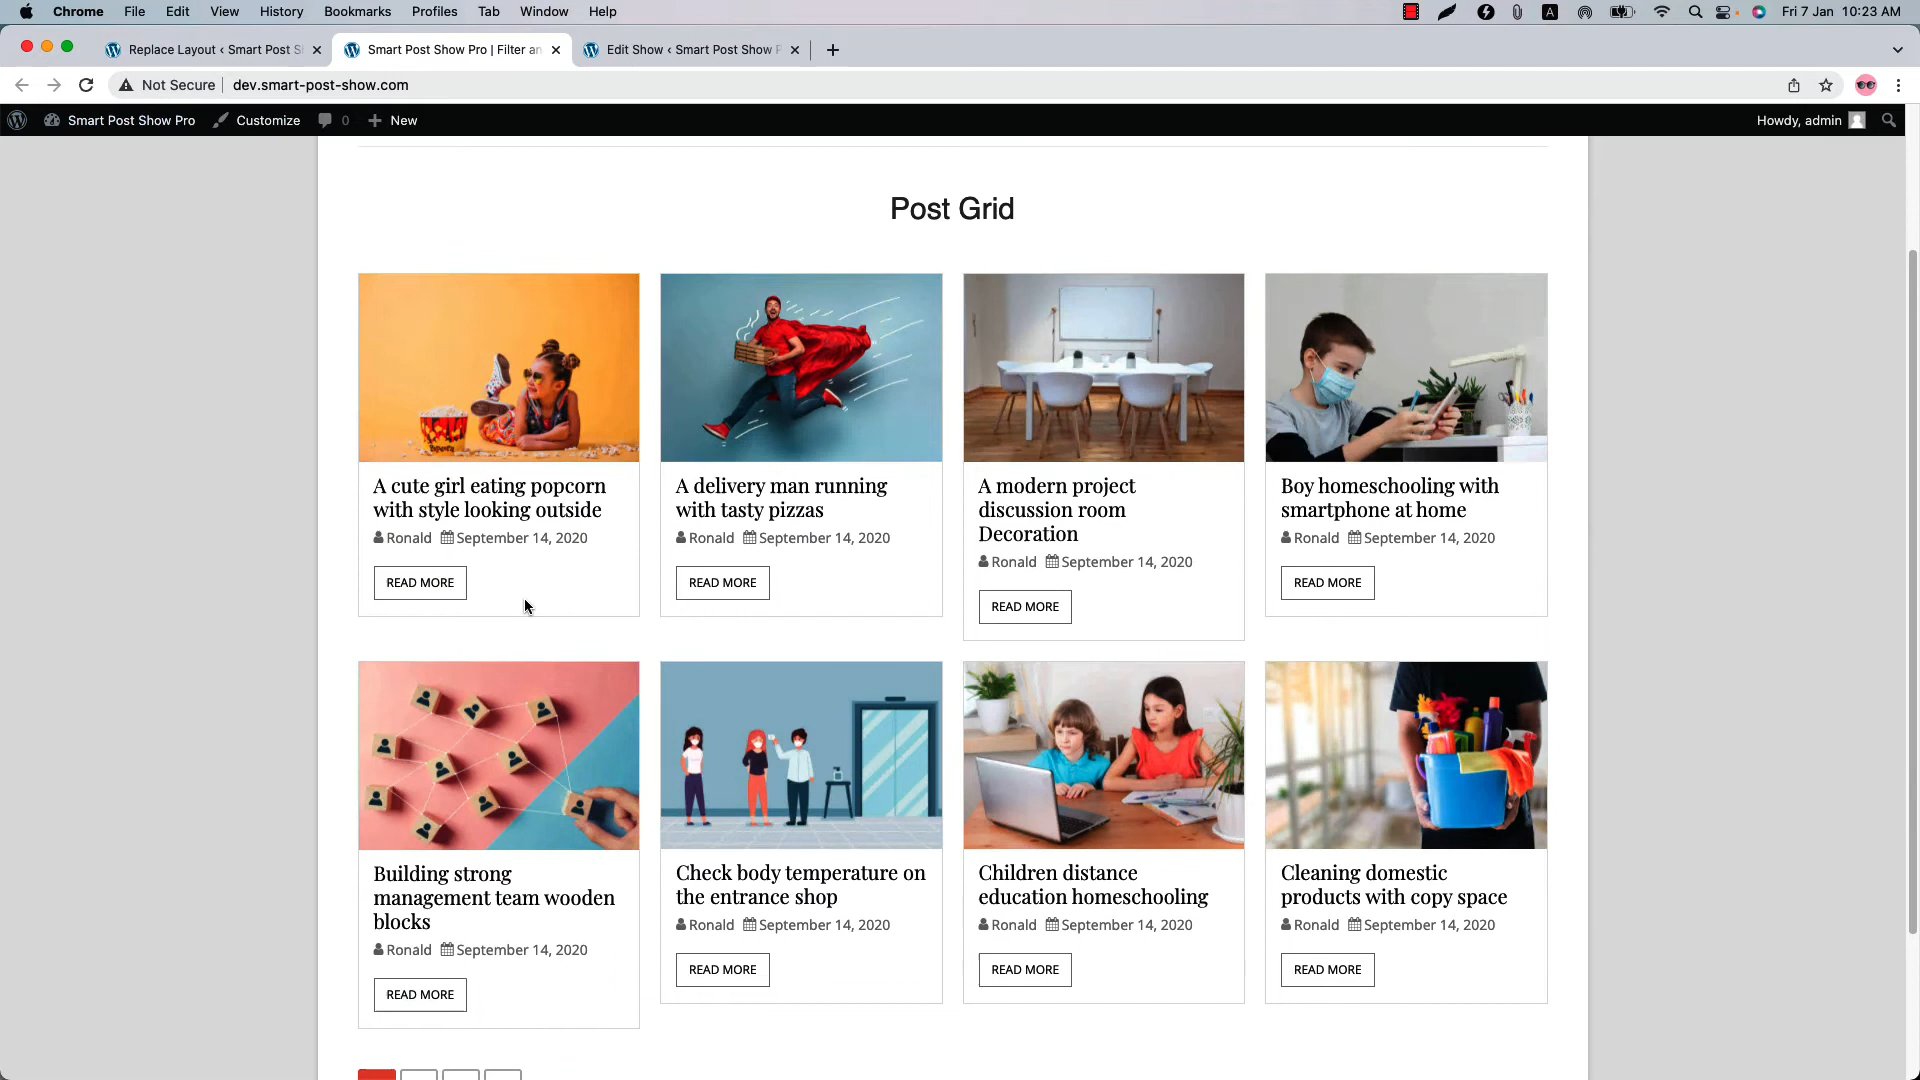 Chrome File Edit View History Bookmarks Profiles Tab Window Help A Fri 7 Jan 10:23 AM
Replace Layout ‹ Smart Post S Smart Post Show Pro | Filter an Edit Show ‹ Smart Post Show P
Not Secure dev.smart-post-show.com
Smart Post Show Pro Customize 0 New Howdy, admin
Post Grid
A cute girl eating popcorn
with style looking outside
Ronald September 14, 2020
READ MORE
A delivery man running
with tasty pizzas
Ronald September 14, 2020
READ MORE
A modern project
discussion room
Decoration
Ronald September 14, 2020
READ MORE
Boy homeschooling with
smartphone at home
Ronald September 14, 2020
READ MORE
Building strong
management team wooden
blocks
Ronald September 14, 2020
READ MORE
Check body temperature on
the entrance shop
Ronald September 14, 2020
READ MORE
Children distance
education homeschooling
Ronald September 14, 2020
READ MORE
Cleaning domestic
products with copy space
Ronald September 14, 2020
READ MORE